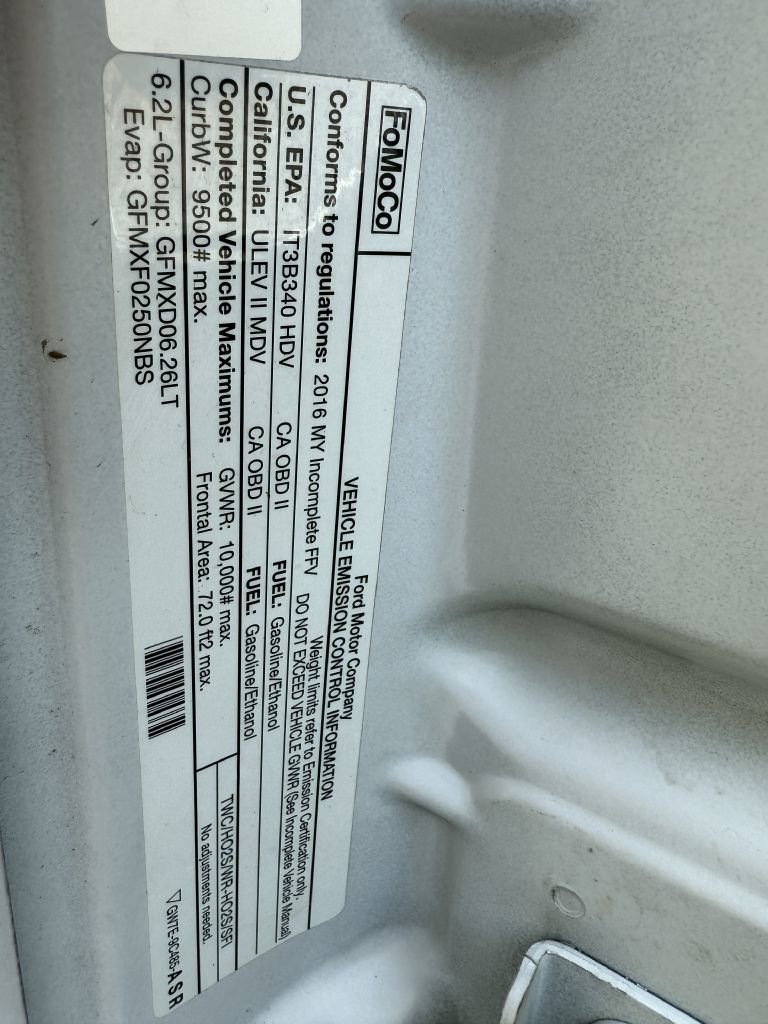 FoMoCo
Ford Motor Company
VEHICLE EMISSION CONTROL INFORMATION
Conforms to regulations: 2016 MY Incomplete FFV
Weight limits refer to Emission Certification only.
DO NOT EXCEED VEHICLE GVWR (See Incomplete Vehicle Manual)
U.S. EPA: IT3B340 HDV CA OBD II FUEL: Gasoline/Ethanol
California: ULEV II MDV CA OBD II FUEL: Gasoline/Ethanol
Completed Vehicle Maximums: GVWR: 10,000# max.
CurbW: 9500# max. Frontal Area: 72.0 ft2 max.
TWC/HO2S/WR-HO2S/SFI
No adjustments needed.
6.2L-Group: GFMXD06.26LT
Evap: GFMXF0250NBS
GW7E-9C485-ASR